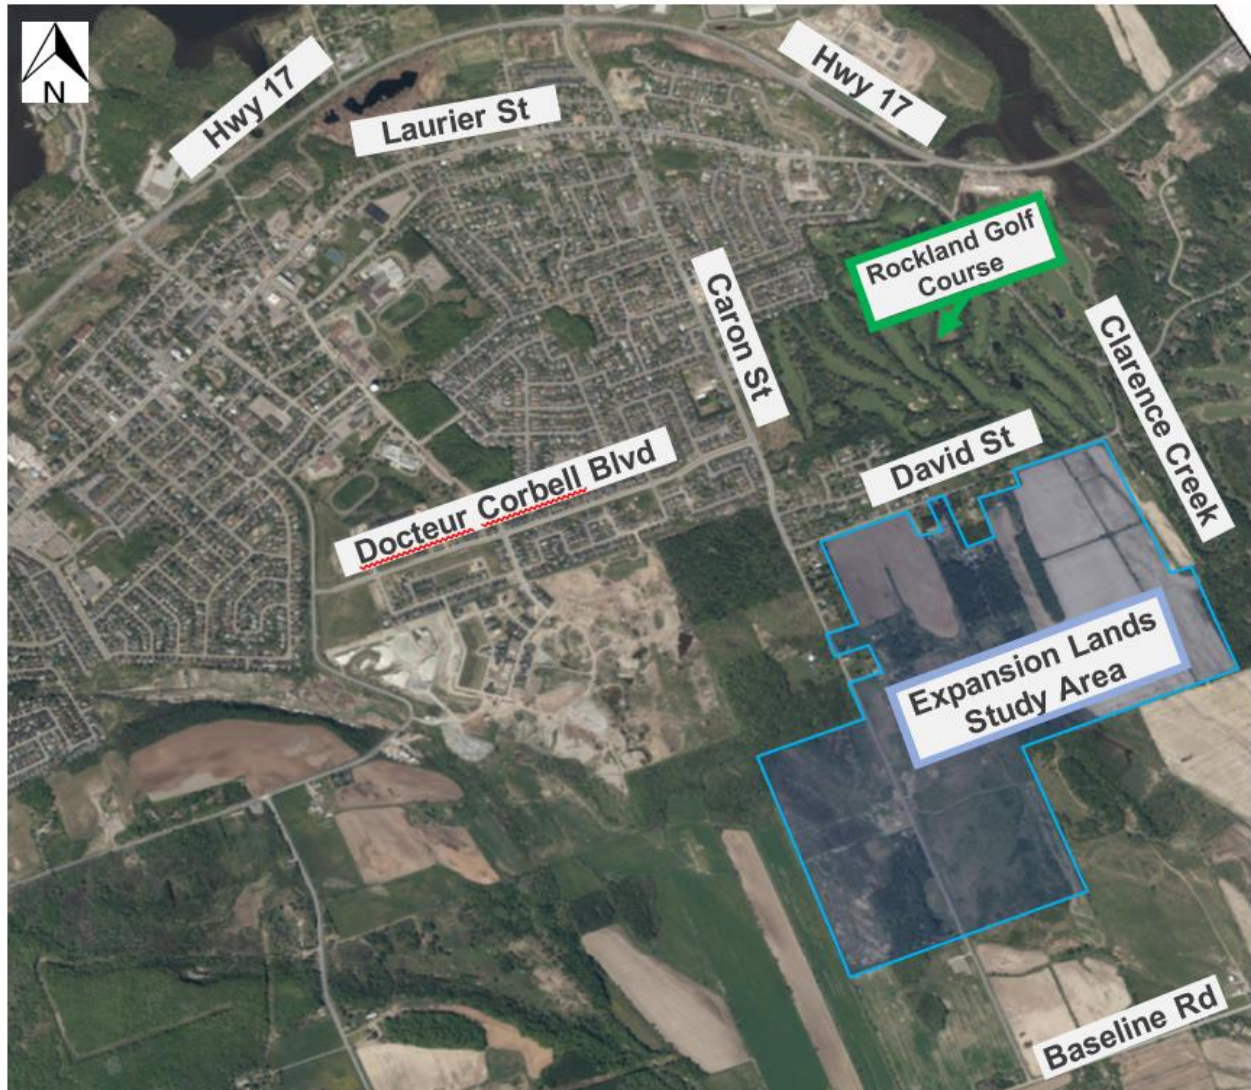 N
Hwy 17
Hwy 17
Laurier St
Rockland Golf
Course
Caron St
Clarence Creek
David St
Docteur Corbell Blvd
Expansion Lands
Study Area
Baseline Rd